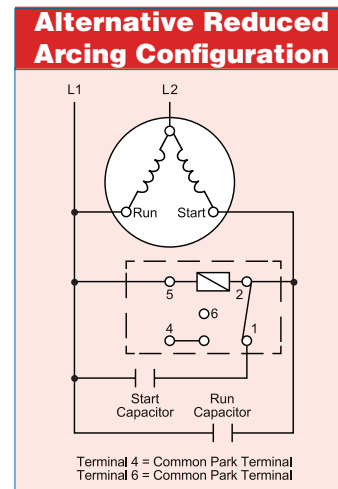 Alternative Reduced
Arcing Configuration
L1 L2
Run Start
5 2
6
4 1
Start
Capacitor
Run
Capacitor
Terminal 4 = Common Park Terminal
Terminal 6 = Common Park Terminal